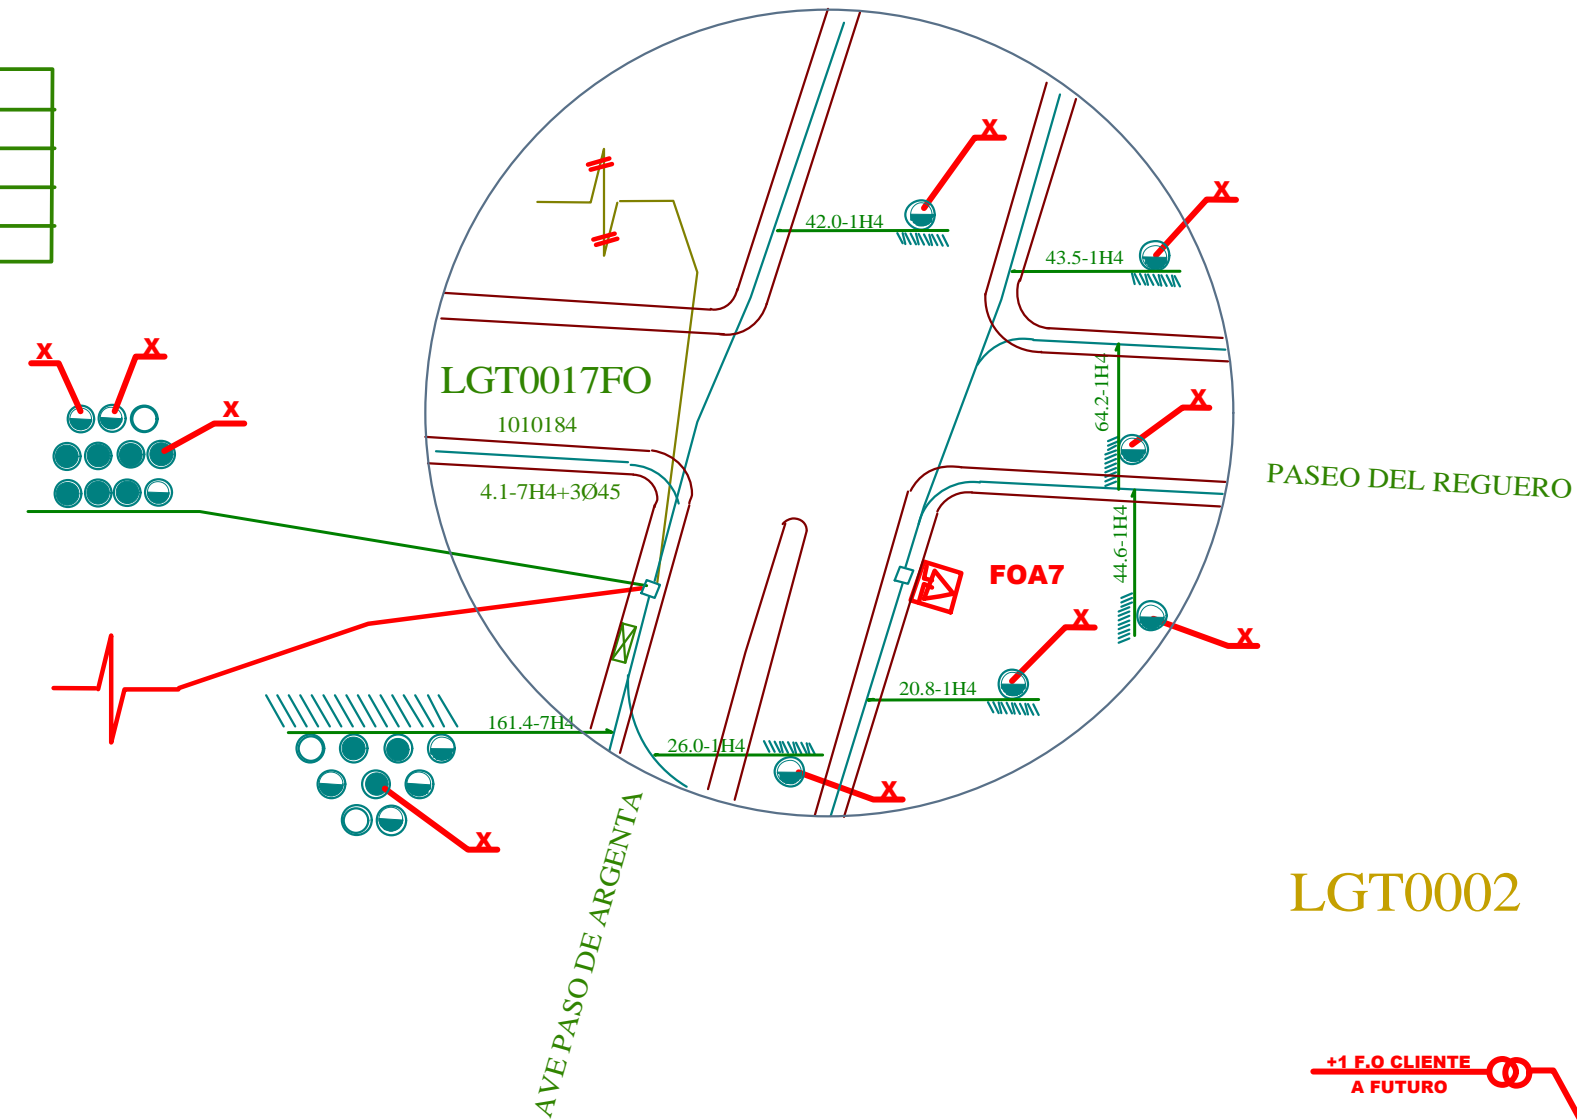 X
42.0-1H4
X
43.5-1H4
X
X
LGT0017FO
1010184
4.1-7H4+3Ø45
X
64.2-1H4
X
PASEO DEL REGUERO
44.6-1H4
FOA7
X
X
20.8-1H4
161.4-7H4
26.0-1H4
X
X
AVE PASO DE ARGENTA
LGT0002
+1 F.O CLIENTE
A FUTURO